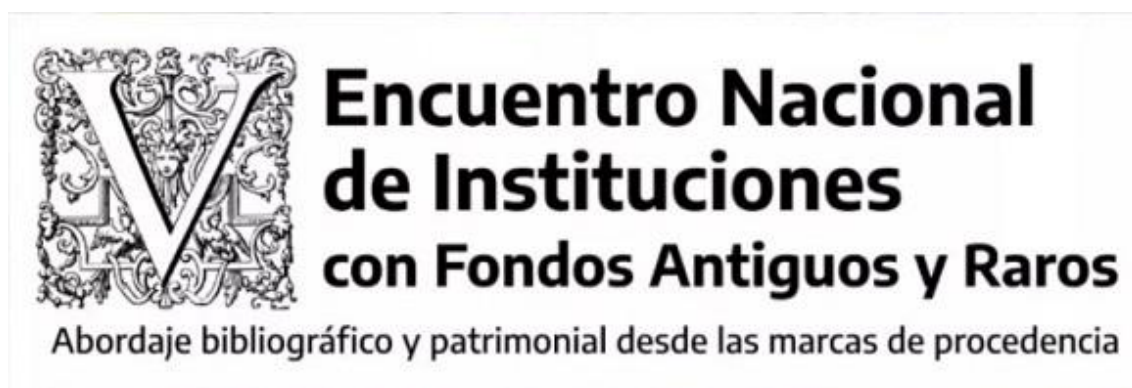 V
Encuentro Nacional
de Instituciones
con Fondos Antiguos y Raros
Abordaje bibliográfico y patrimonial desde las marcas de procedencia